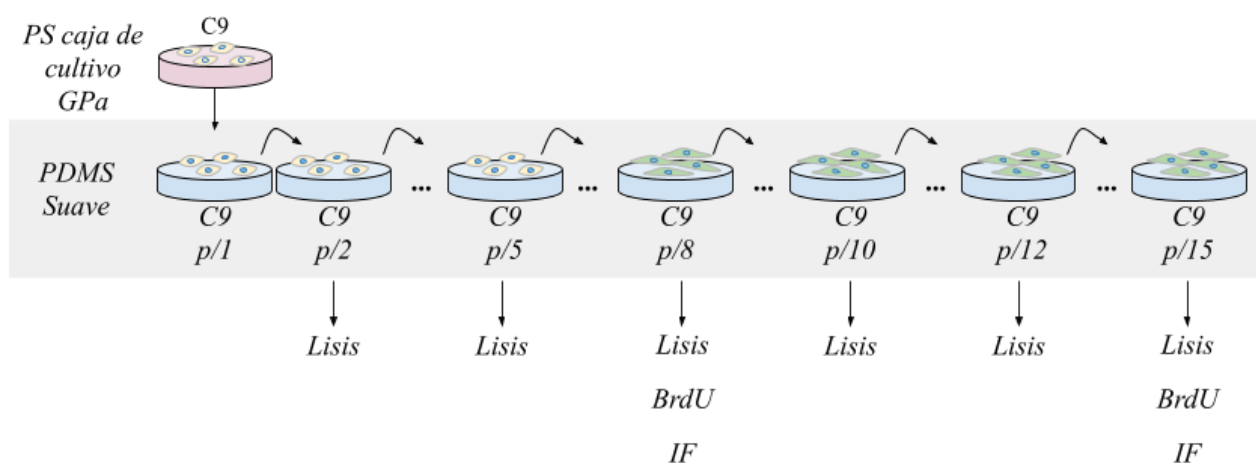 PS caja de
cultivo
GPa
C9
PDMS
Suave
... ... ... ... ...
C9 C9 C9 C9 C9 C9 C9
p/1 p/2 p/5 p/8 p/10 p/12 p/15
Lisis Lisis Lisis Lisis Lisis Lisis
BrdU BrdU
IF IF